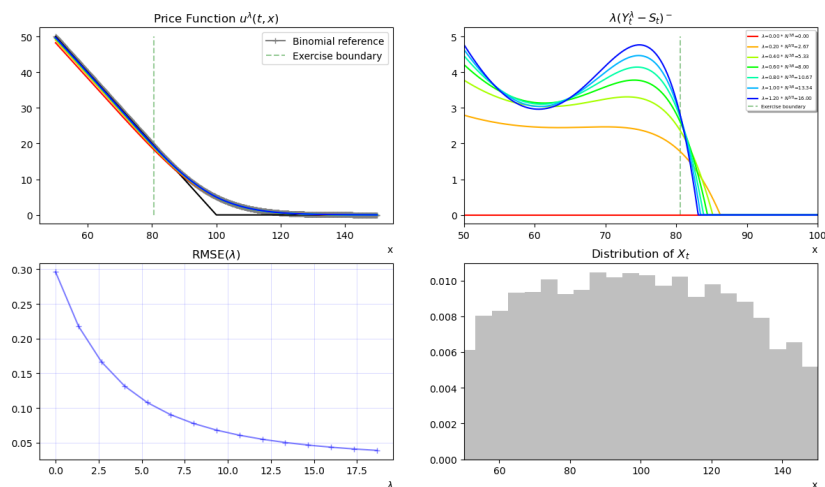 Price Function u^λ(t, x)
Binomial reference
Exercise boundary
50
40
30
20
10
0
60 80 100 120 140
x
λ(Y_t^λ − S_t)^−
λ=0.00 * N^{3/8}=0.00
λ=0.20 * N^{3/8}=2.67
λ=0.40 * N^{3/8}=5.33
λ=0.60 * N^{3/8}=8.00
λ=0.80 * N^{3/8}=10.67
λ=1.00 * N^{3/8}=13.34
λ=1.20 * N^{3/8}=16.00
Exercise boundary
5
4
3
2
1
0
50 60 70 80 90 100
x
RMSE(λ)
0.30
0.25
0.20
0.15
0.10
0.05
0.0 2.5 5.0 7.5 10.0 12.5 15.0 17.5
λ
Distribution of X_t
0.010
0.008
0.006
0.004
0.002
0.000
60 80 100 120 140
x